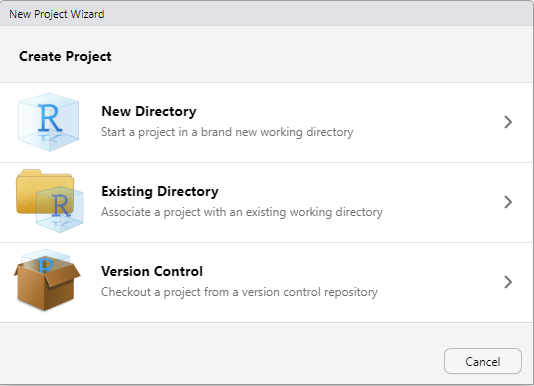 New Project Wizard
Create Project
R
New Directory
Start a project in a brand new working directory
R
Existing Directory
Associate a project with an existing working directory
R
Version Control
Checkout a project from a version control repository
Cancel